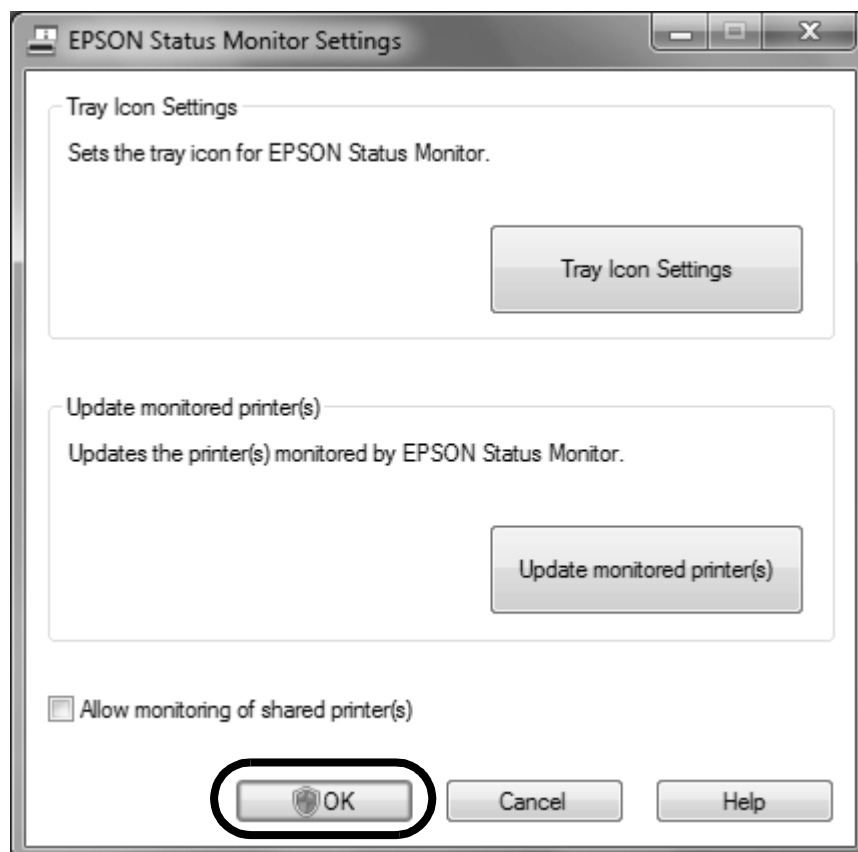 EPSON Status Monitor Settings
Tray Icon Settings
Sets the tray icon for EPSON Status Monitor.
Tray Icon Settings
Update monitored printer(s)
Updates the printer(s) monitored by EPSON Status Monitor.
Update monitored printer(s)
Allow monitoring of shared printer(s)
OK Cancel Help